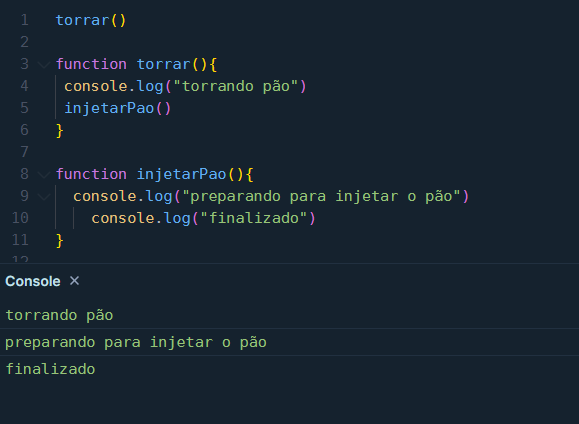 1 torrar()
2
3 function torrar(){
4 console.log("torrando pão")
5 injetarPao()
6 }
7
8 function injetarPao(){
9 console.log("preparando para injetar o pão")
10 console.log("finalizado")
11 }
12
Console ×
torrando pão
preparando para injetar o pão
finalizado